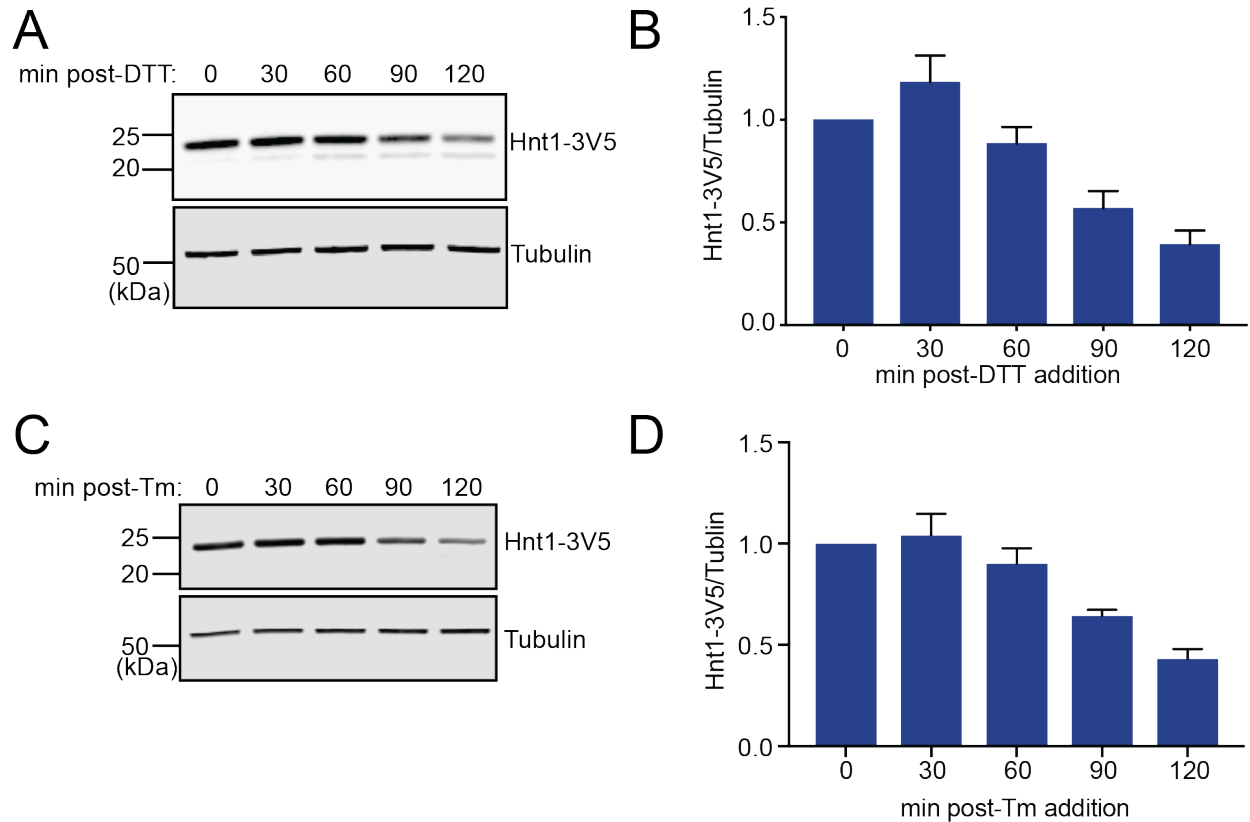 A
min post-DTT: 0 30 60 90 120
25
20
Hnt1-3V5
50
(kDa)
Tubulin
B
Hnt1-3V5/Tubulin
1.5
1.0
0.5
0.0
0 30 60 90 120
min post-DTT addition
C
min post-Tm: 0 30 60 90 120
25
20
Hnt1-3V5
50
(kDa)
Tubulin
D
Hnt1-3V5/Tublin
1.5
1.0
0.5
0.0
0 30 60 90 120
min post-Tm addition